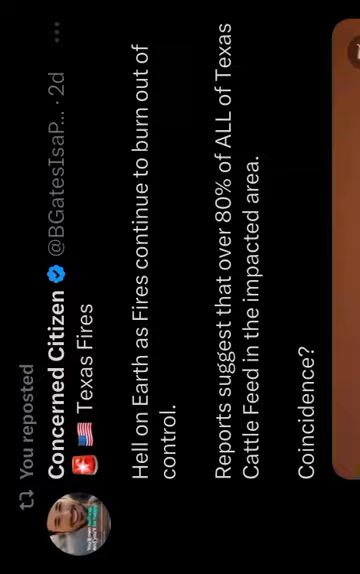 You reposted
Concerned Citizen @BGatesIsaP... · 2d
🚨🇺🇸 Texas Fires
Hell on Earth as Fires continue to burn out of
control.
Reports suggest that over 80% of ALL of Texas
Cattle Feed in the impacted area.
Coincidence?